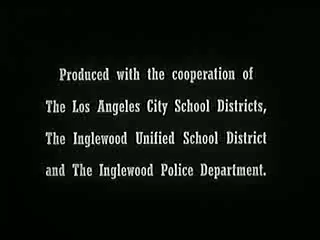 Produced with the cooperation of
The Los Angeles City School Districts,
The Inglewood Unified School District
and The Inglewood Police Department.